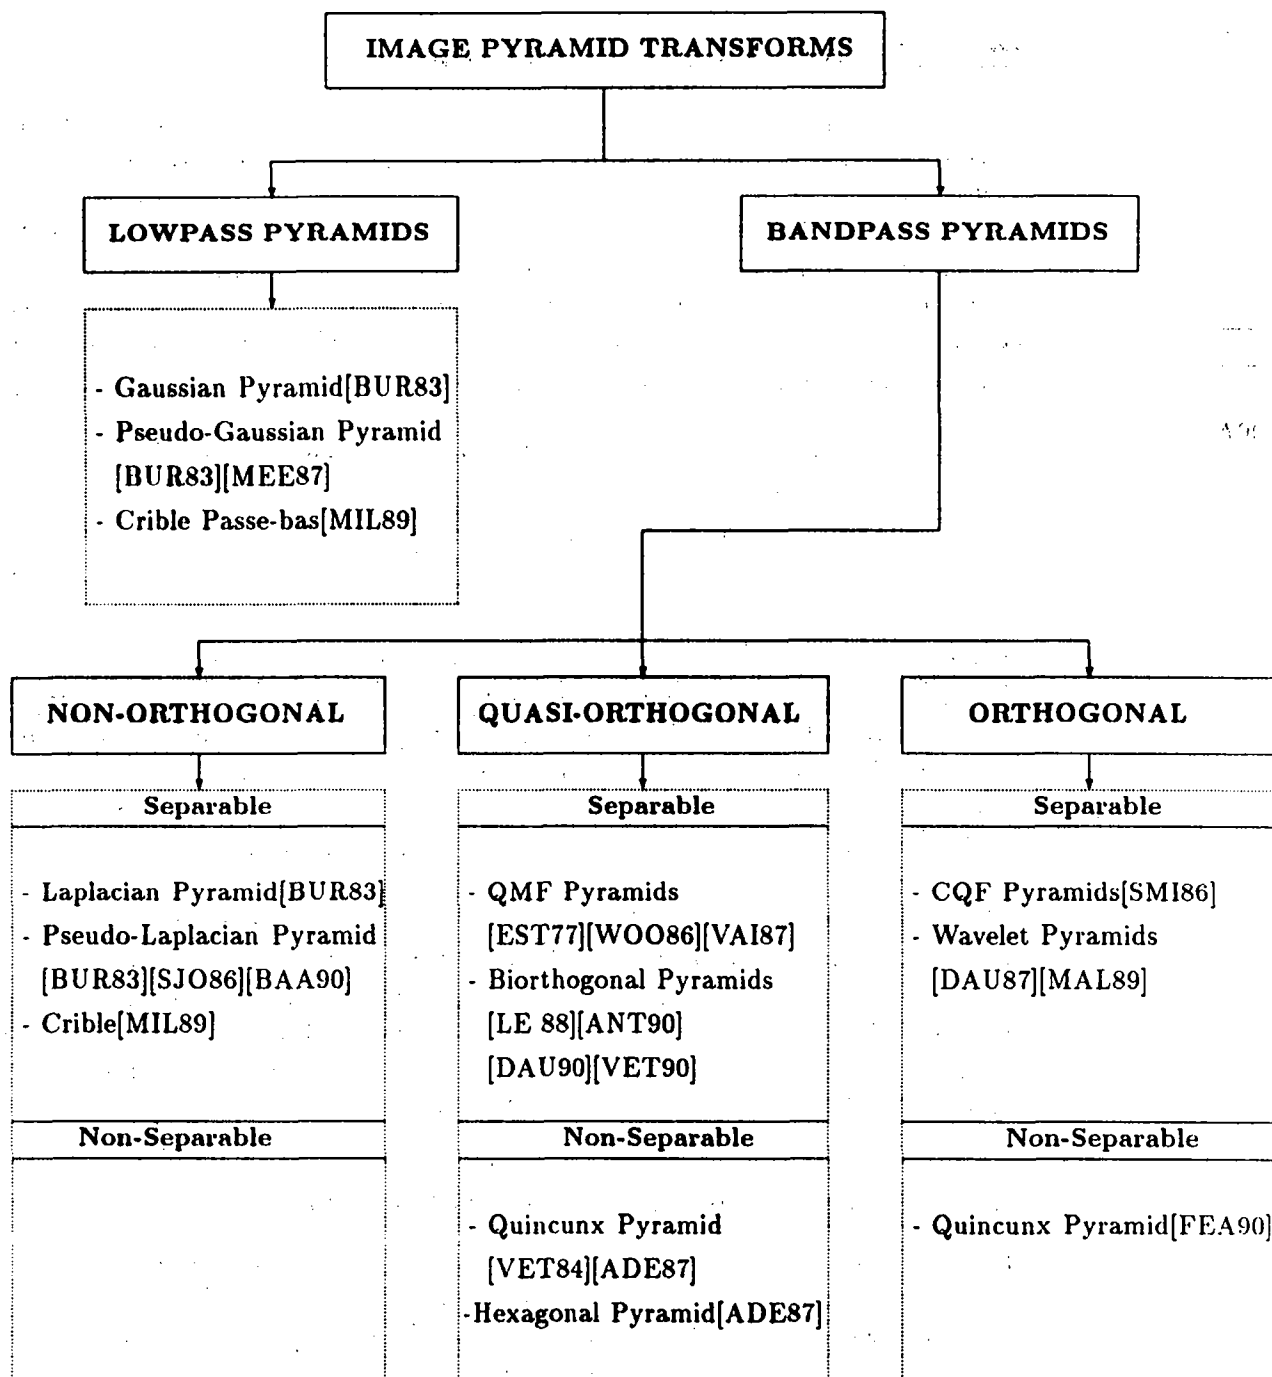 IMAGE PYRAMID TRANSFORMS
LOWPASS PYRAMIDS
BANDPASS PYRAMIDS
- Gaussian Pyramid[BUR83]
- Pseudo-Gaussian Pyramid
[BUR83][MEE87]
- Crible Passe-bas[MIL89]
NON-ORTHOGONAL
QUASI-ORTHOGONAL
ORTHOGONAL
Separable
- Laplacian Pyramid[BUR83]
- Pseudo-Laplacian Pyramid
[BUR83][SJO86][BAA90]
- Crible[MIL89]
Non-Separable
Separable
- QMF Pyramids
[EST77][WOO86][VAI87]
- Biorthogonal Pyramids
[LE 88][ANT90]
[DAU90][VET90]
Non-Separable
- Quincunx Pyramid
[VET84][ADE87]
-Hexagonal Pyramid[ADE87]
Separable
- CQF Pyramids[SMI86]
- Wavelet Pyramids
[DAU87][MAL89]
Non-Separable
- Quincunx Pyramid[FEA90]